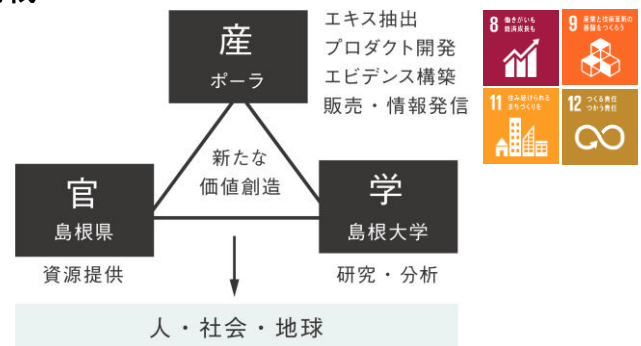 産
ポーラ
エキス抽出
プロダクト開発
エビデンス構築
販売・情報発信
8 働きがいも
経済成長も
9 産業と技術革新の
基盤をつくろう
11 住み続けられる
まちづくりを
12 つくる責任
つかう責任
新たな
価値創造
官
島根県
資源提供
学
島根大学
研究・分析
人・社会・地球